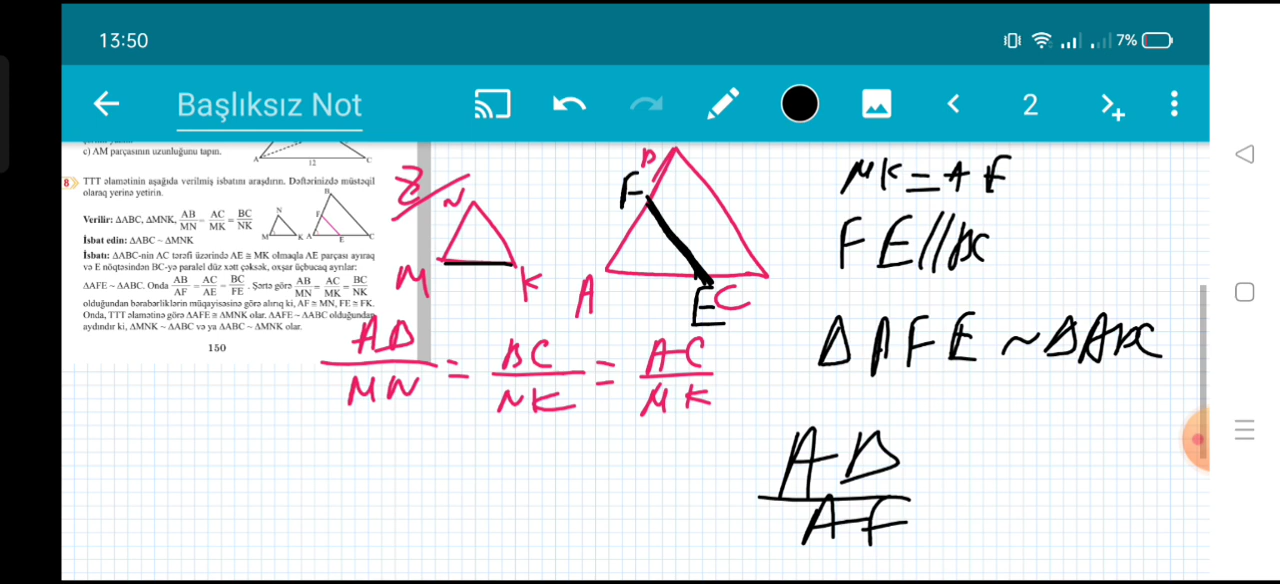 13:50
7%
Başlıksız Not
2
c) AM parçasının uzunluğunu tapın.
A
12
C
8
TTT əlamətinin aşağıda verilmiş isbatını araşdırın. Dəftərinizdə müstəqil
olaraq yerinə yetirin.
Verilir: ΔABC, ΔMNK, AB/MN = AC/MK = BC/NK
N
M
K
B
F
A
E
C
İsbat edin: ΔABC ~ ΔMNK
İsbatı: ΔABC-nin AC tərəfi üzərində AE ≅ MK olmaqla AE parçası ayıraq
və E nöqtəsindən BC-yə paralel düz xətt çəksək, oxşar üçbucaq ayrılar:
ΔAFE ~ ΔABC. Onda AB/AF = AC/AE = BC/FE. Şərtə görə AB/MN = AC/MK = BC/NK
olduğundan bərabərliklərin müqayisəsinə görə alırıq ki, AF ≅ MN, FE ≅ FK.
Onda, TTT əlamətinə görə ΔAFE ≅ ΔMNK olar. ΔAFE ~ ΔABC olduğundan
aydındır ki, ΔMNK ~ ΔABC və ya ΔABC ~ ΔMNK olar.
150
N
M
K
B
F
A
E
C
AB/MN = BC/NK = AC/MK
MK = AE
FE//BC
Δ AFE ~ ΔABC
AB/AF